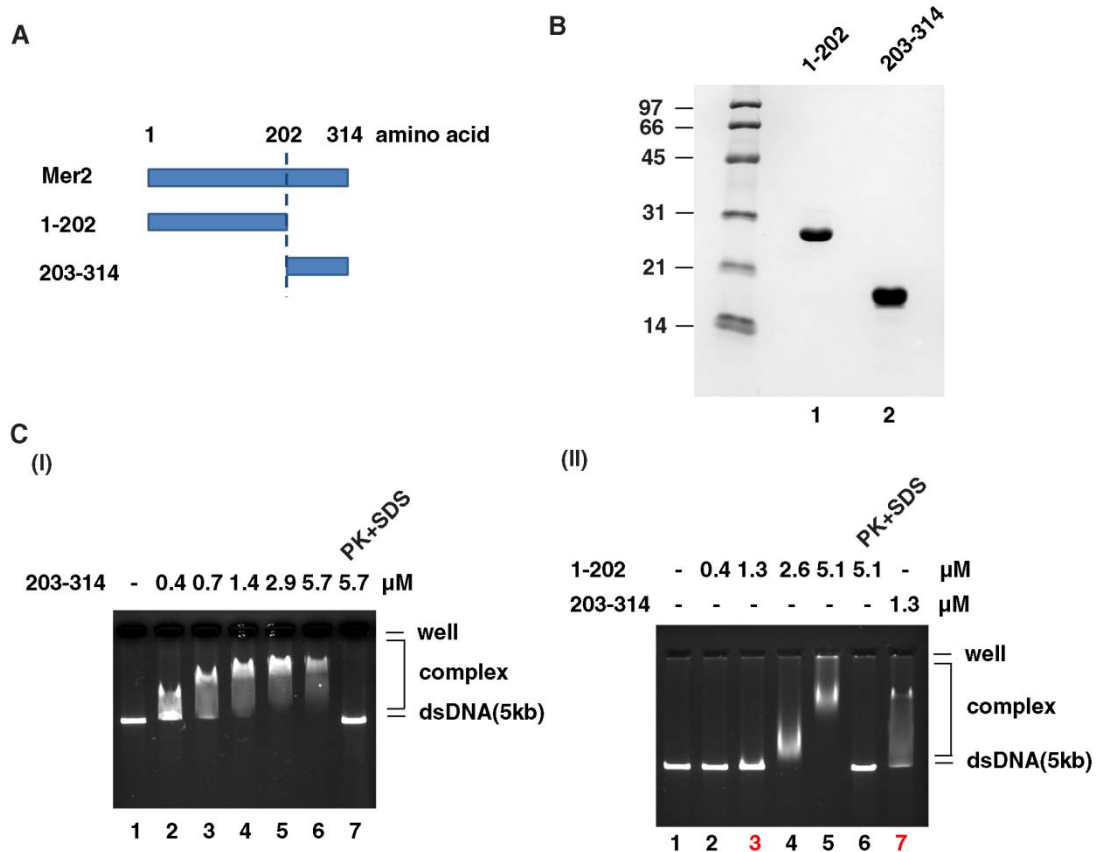 A
1 202 314 amino acid
Mer2
1-202
203-314
B
1-202 203-314
97
66
45
31
21
14
1 2
C
(I)
PK+SDS
203-314 - 0.4 0.7 1.4 2.9 5.7 5.7 μM
well
complex
dsDNA(5kb)
1 2 3 4 5 6 7
(II)
PK+SDS
1-202 - 0.4 1.3 2.6 5.1 5.1 - μM
203-314 - - - - - - 1.3 μM
well
complex
dsDNA(5kb)
1 2 3 4 5 6 7